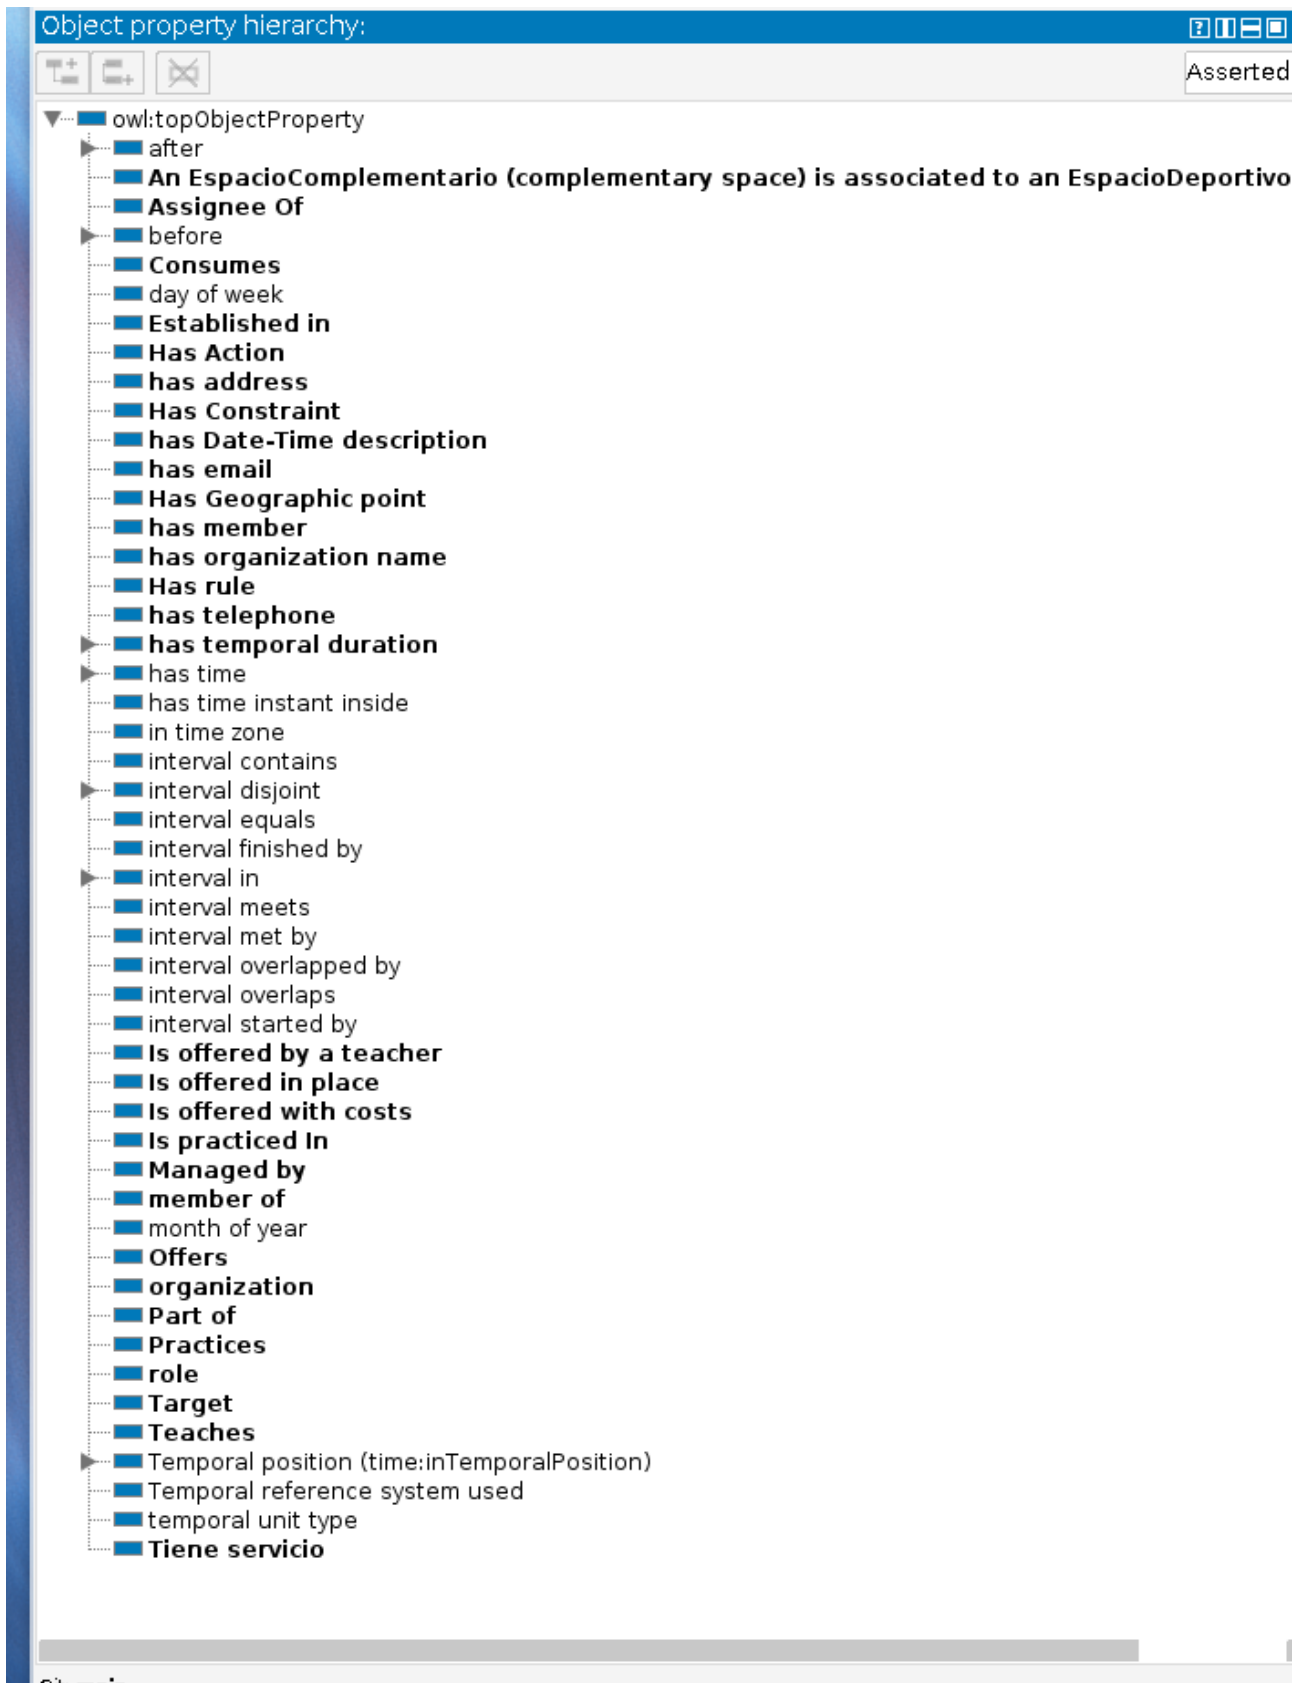 Object property hierarchy:
Asserted
owl:topObjectProperty
after
An EspacioComplementario (complementary space) is associated to an EspacioDeportivo
Assignee Of
before
Consumes
day of week
Established in
Has Action
has address
Has Constraint
has Date-Time description
has email
Has Geographic point
has member
has organization name
Has rule
has telephone
has temporal duration
has time
has time instant inside
in time zone
interval contains
interval disjoint
interval equals
interval finished by
interval in
interval meets
interval met by
interval overlapped by
interval overlaps
interval started by
Is offered by a teacher
Is offered in place
Is offered with costs
Is practiced In
Managed by
member of
month of year
Offers
organization
Part of
Practices
role
Target
Teaches
Temporal position (time:inTemporalPosition)
Temporal reference system used
temporal unit type
Tiene servicio